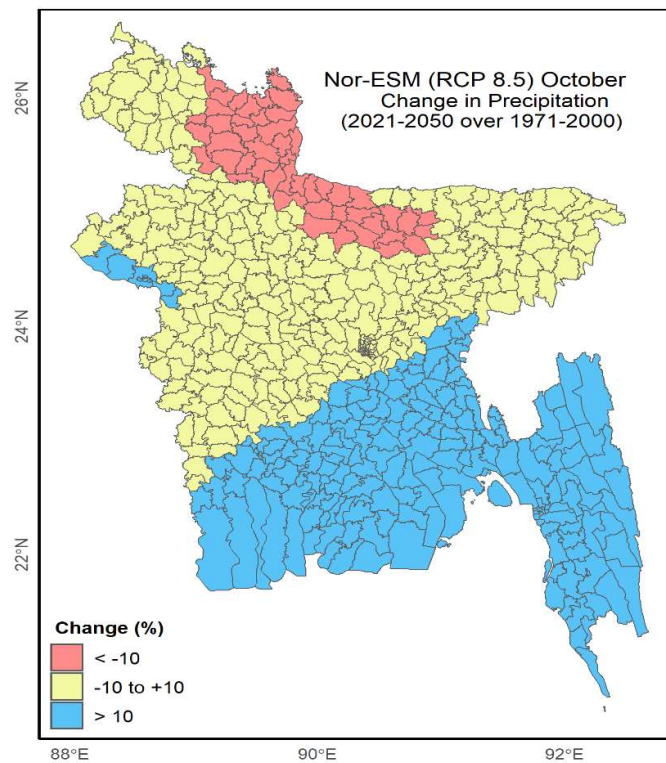 Nor-ESM (RCP 8.5) October
Change in Precipitation
(2021-2050 over 1971-2000)
26°N
24°N
22°N
Change (%)
< -10
-10 to +10
> 10
88°E 90°E 92°E